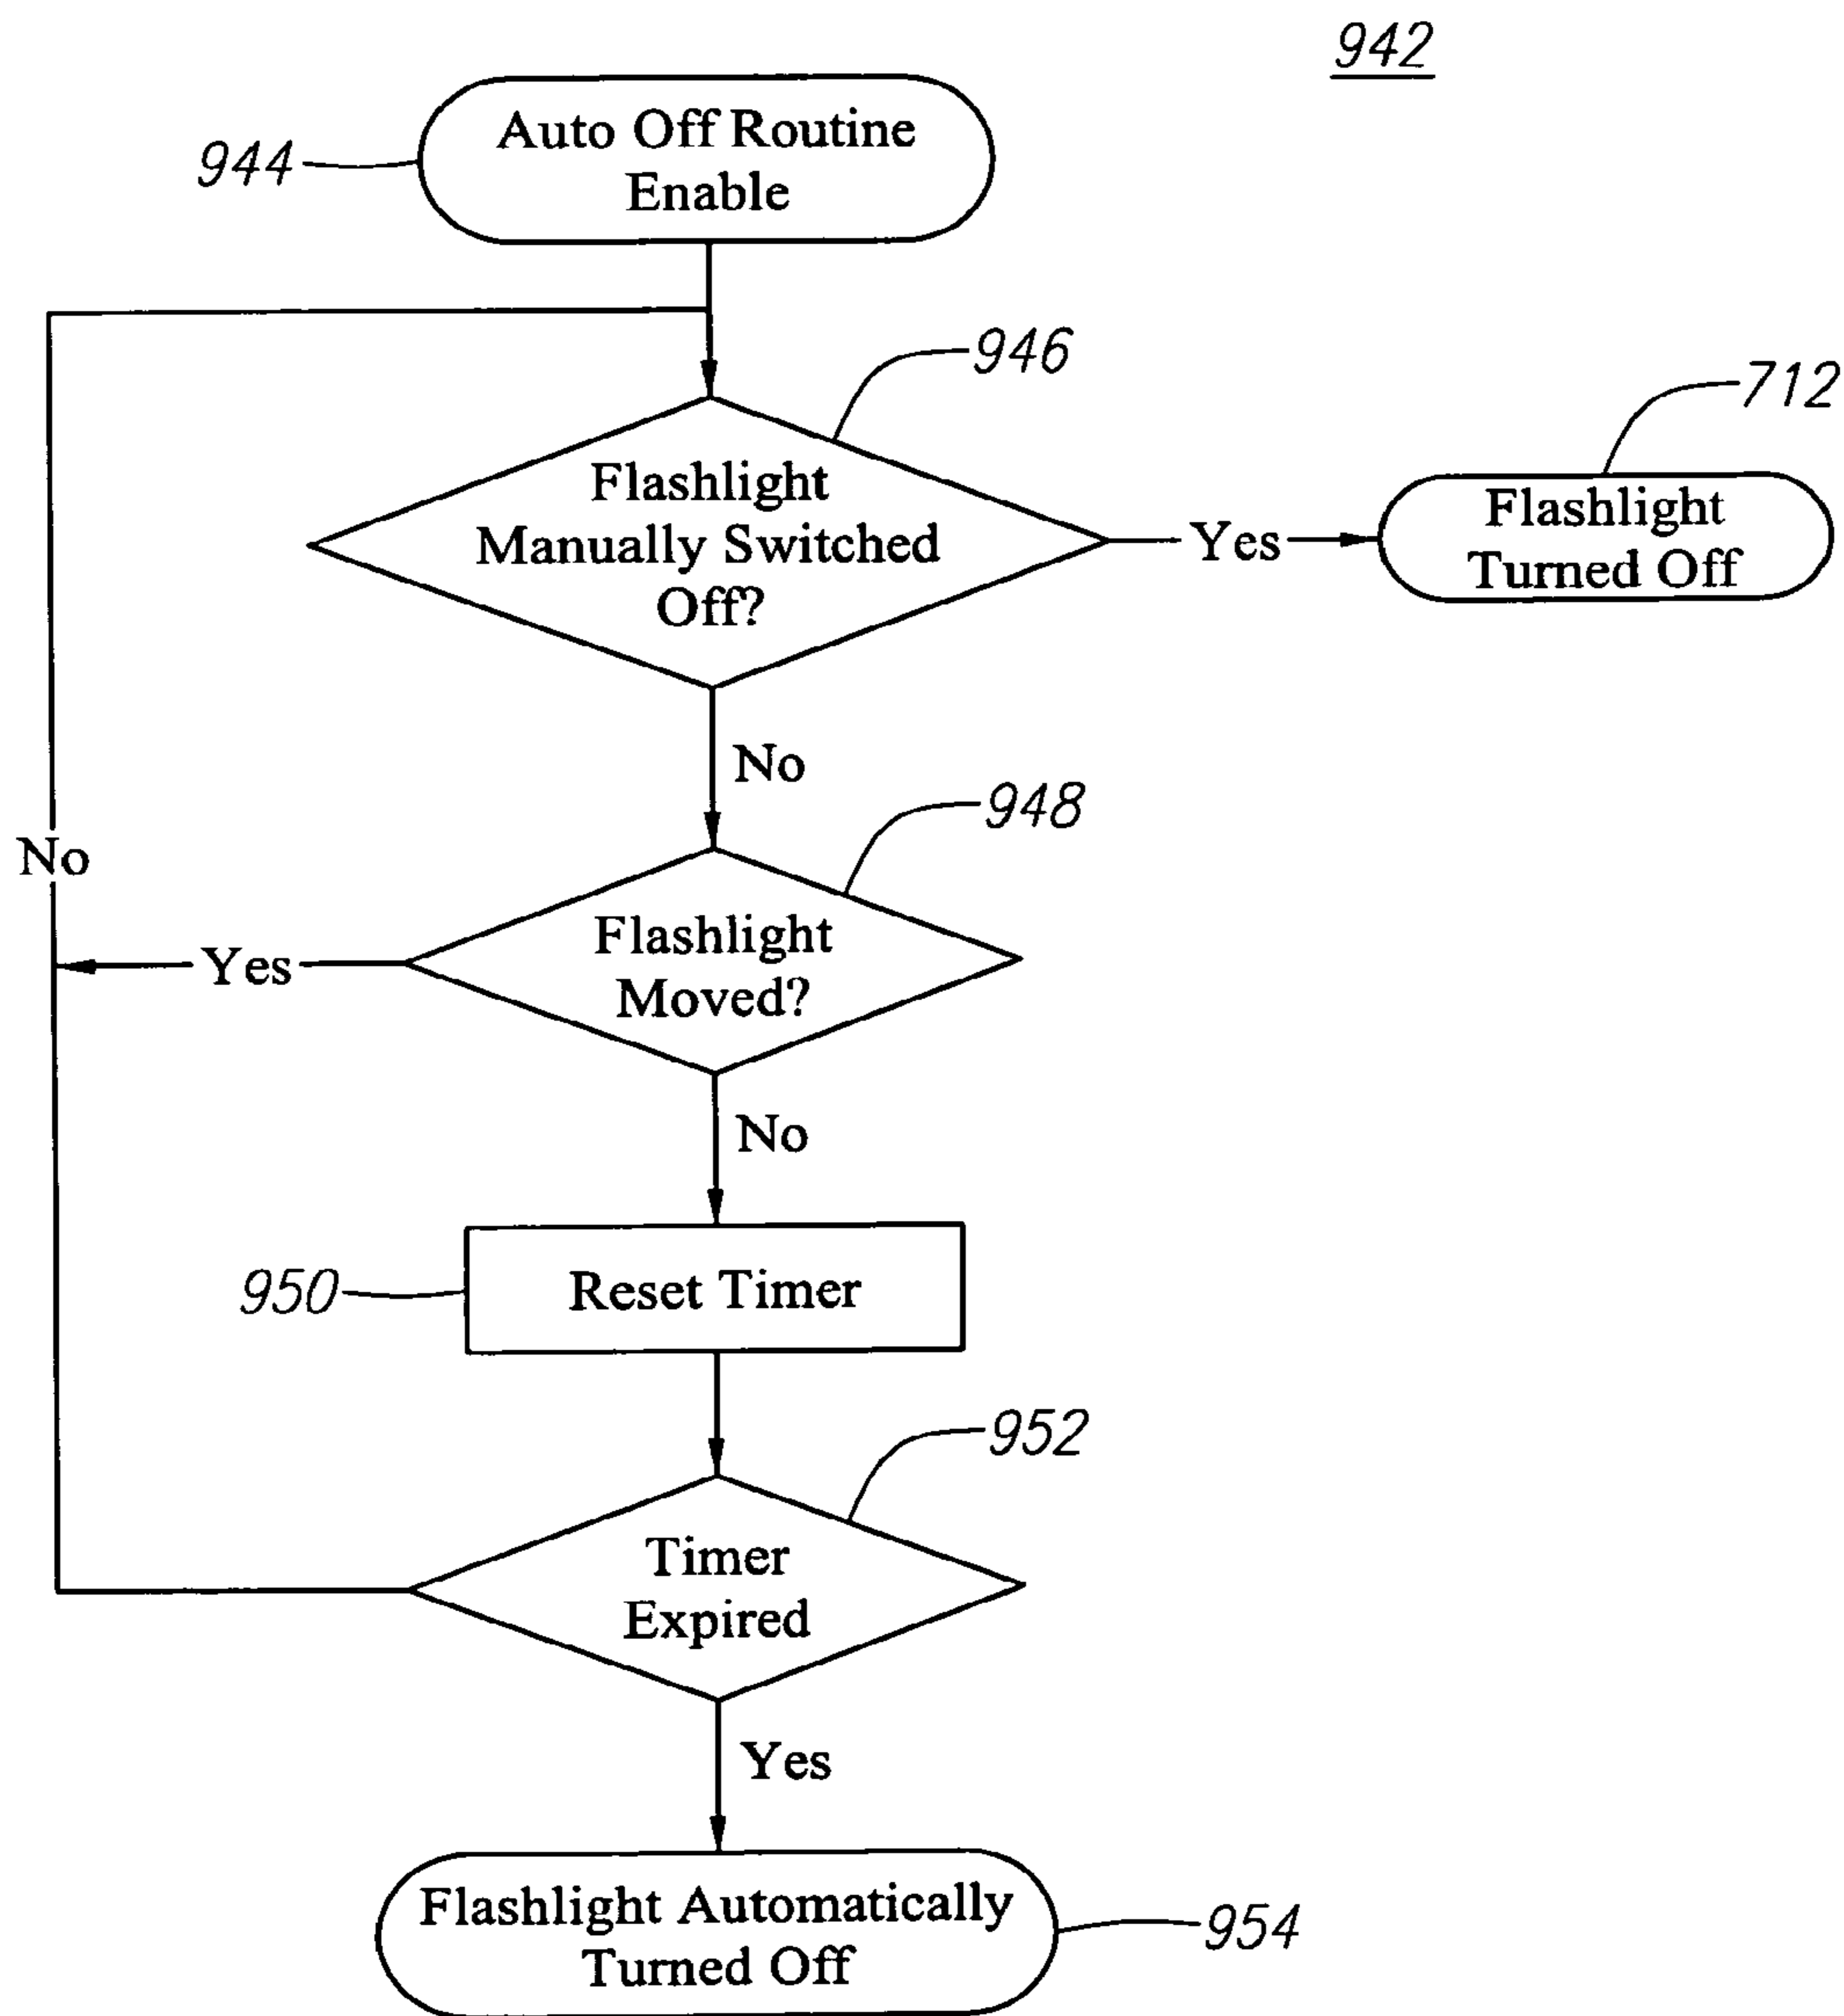 942
Auto Off Routine
Enable
944
946
712
Flashlight
Manually Switched
Off?
Yes
Flashlight
Turned Off
No
948
No
Flashlight
Moved?
Yes
No
Reset Timer
950
952
Timer
Expired
Yes
Flashlight Automatically
Turned Off
954